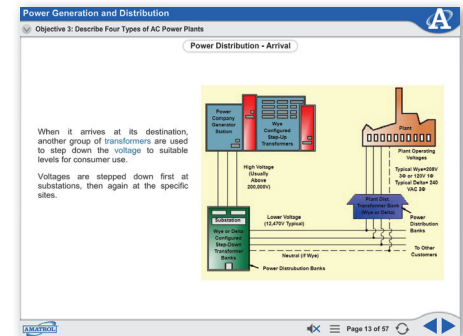 Power Generation and Distribution
Objective 3: Describe Four Types of AC Power Plants
A
Power Distribution - Arrival
When it arrives at its destination,
another group of transformers are used
to step down the voltage to suitable
levels for consumer use.
Voltages are stepped down first at
substations, then again at the specific
sites.
Power
Company
Generator
Station
Wye
Configured
Step-Up
Transformers
High Voltage
(Usually
Above
200,000V)
Substation
Wye or Delta
Configured
Step-Down
Transformer
Banks
Lower Voltage
(12,470V Typical)
Neutral (if Wye)
Power Distrubution Banks
Plant
Plant Operating
Voltages
Typical Wye=208V
3Φ or 120V 1Φ
Typical Delta= 240
VAC 3Φ
Plant Dist.
Transformer Bank
(Wye or Delta)
Power
Distribution
Banks
To Other
Customers
AMATROL
Page 13 of 57